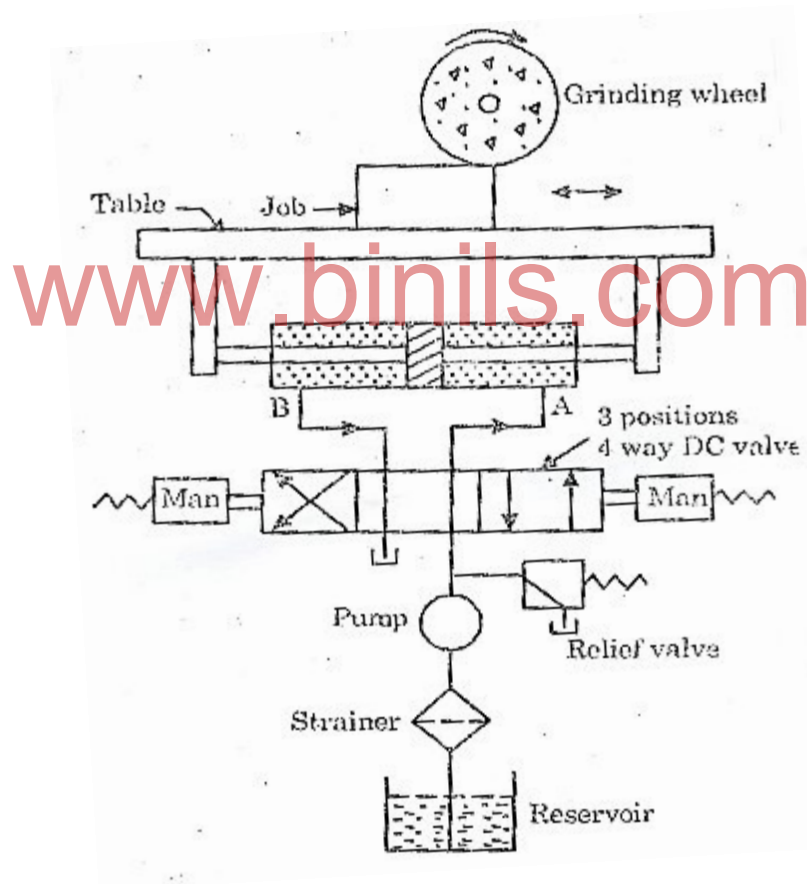 Grinding wheel
Table
Job
www.binils.com
B
A
3 positions
4 way DC valve
Man
Man
Pump
Relief valve
Strainer
Reservoir